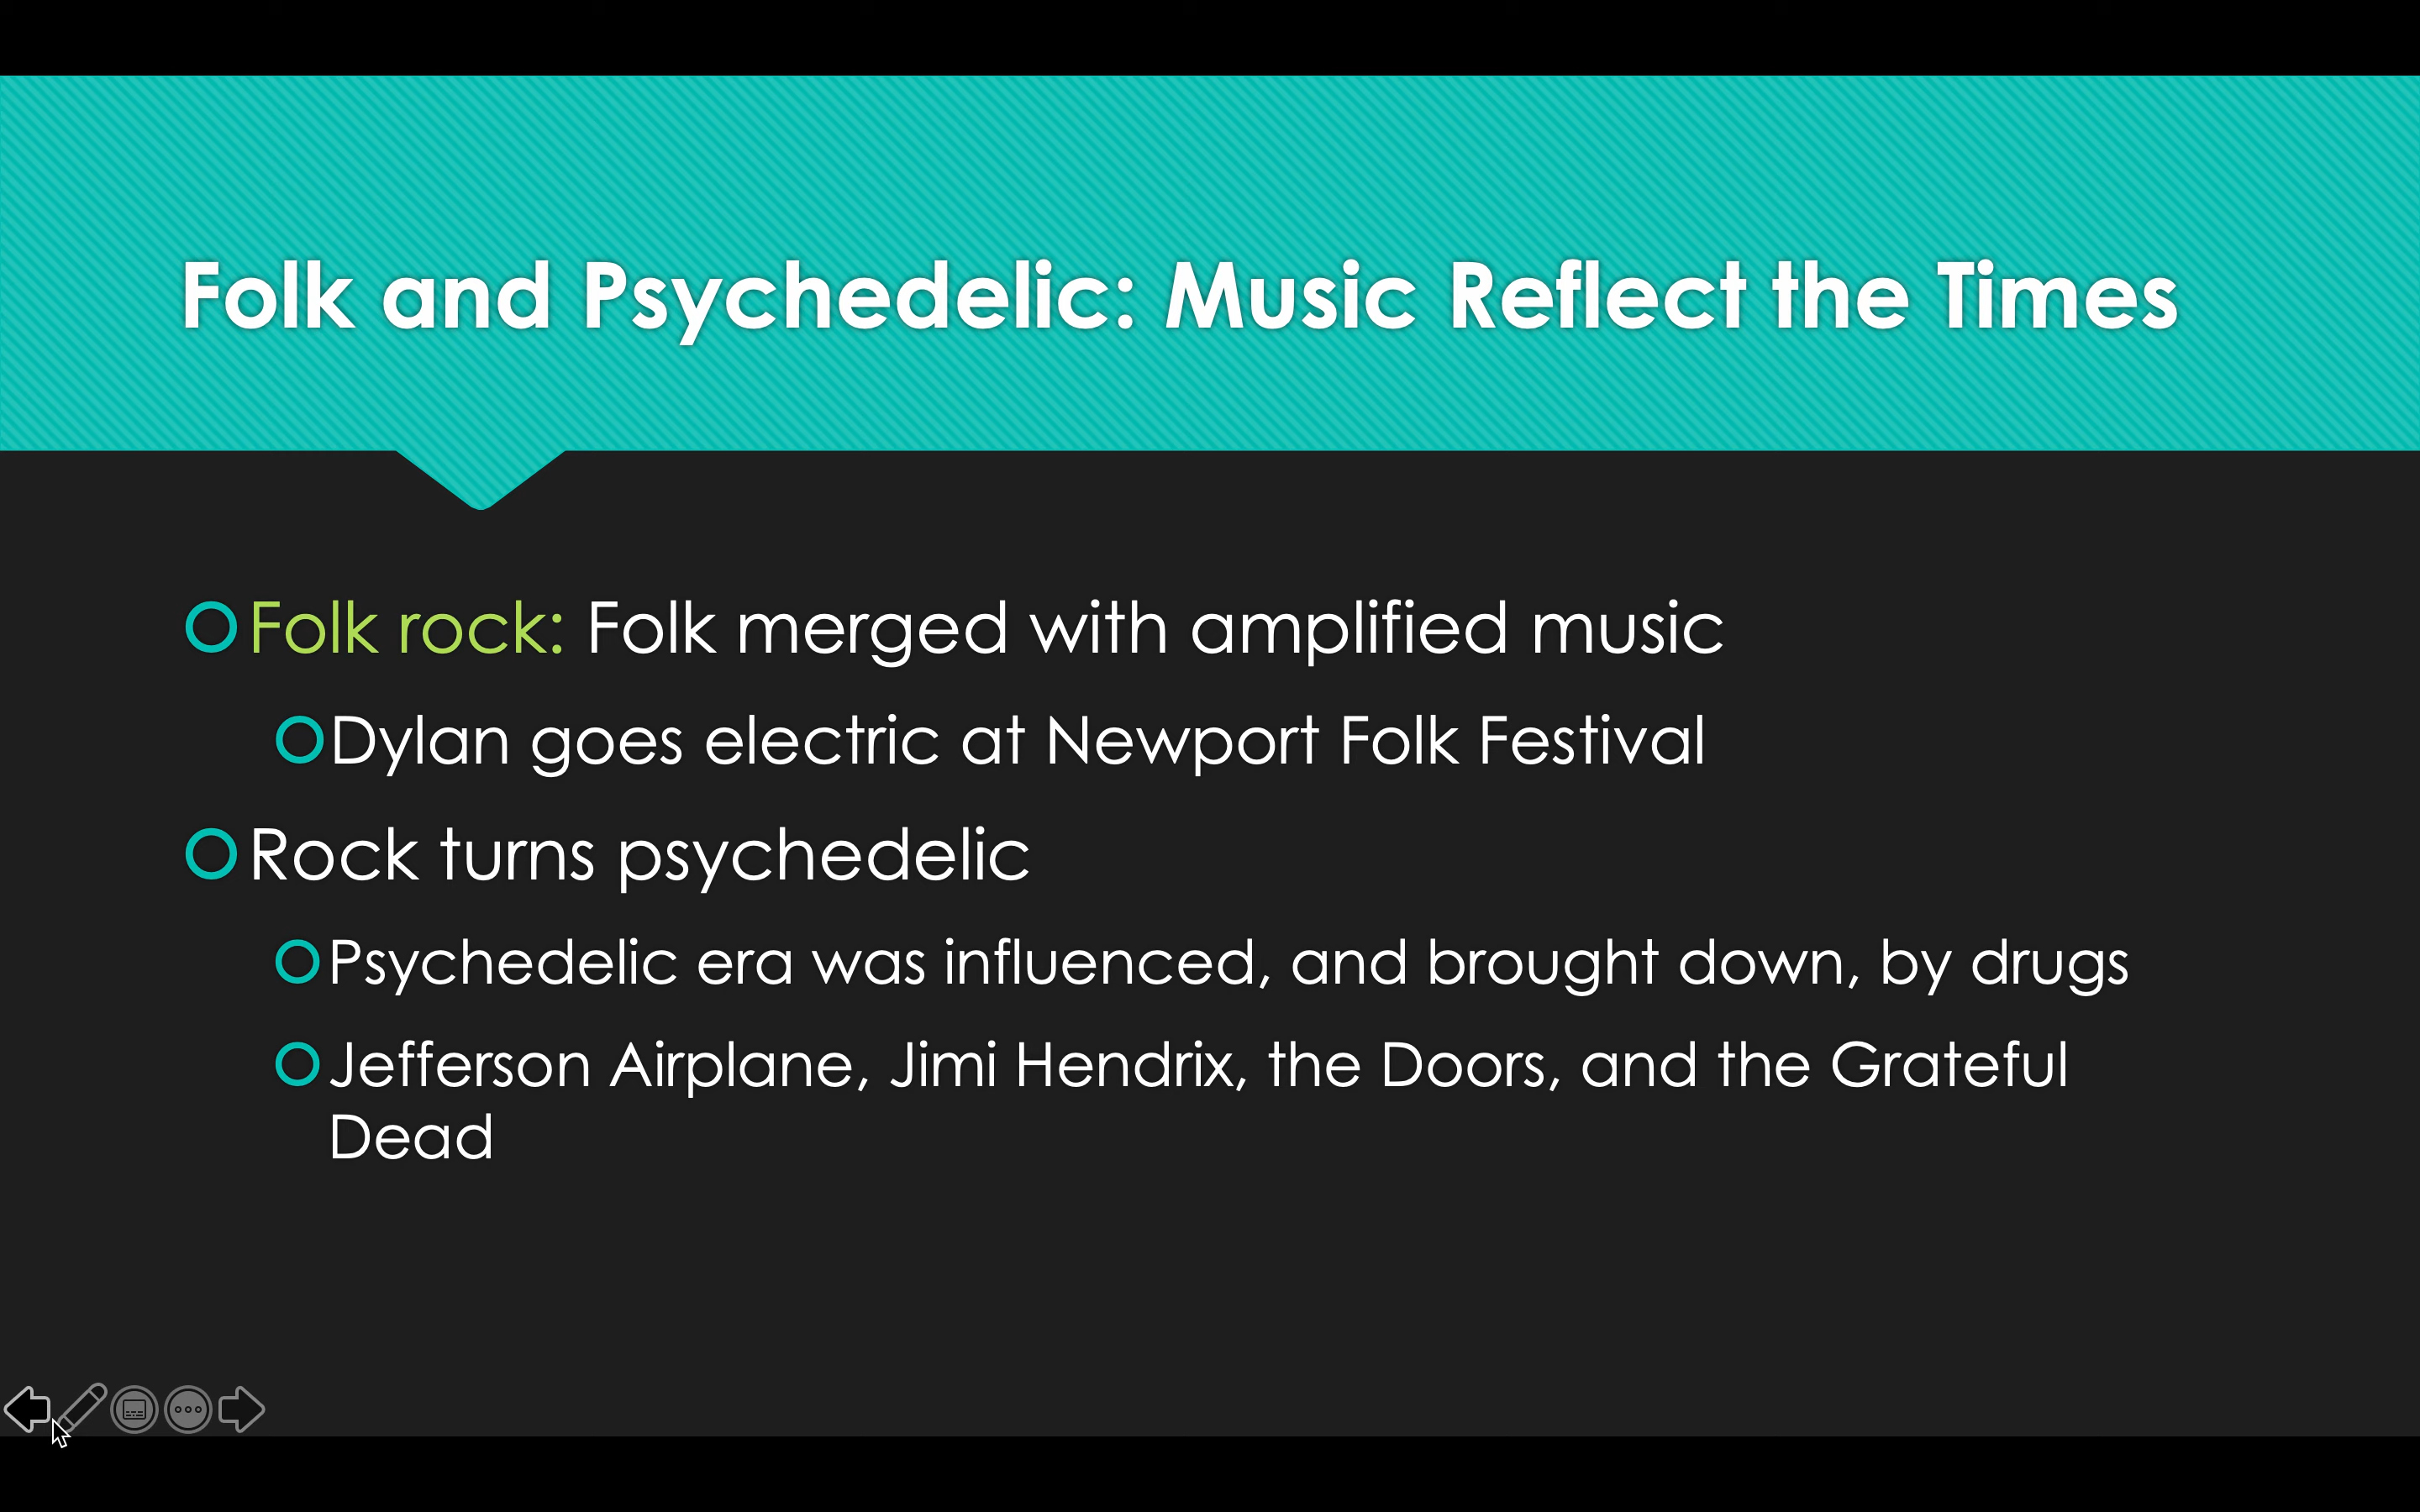 Folk and Psychedelic: Music Reflect the Times
Folk rock: Folk merged with amplified music
Dylan goes electric at Newport Folk Festival
Rock turns psychedelic
Psychedelic era was influenced, and brought down, by drugs
Jefferson Airplane, Jimi Hendrix, the Doors, and the Grateful
Dead